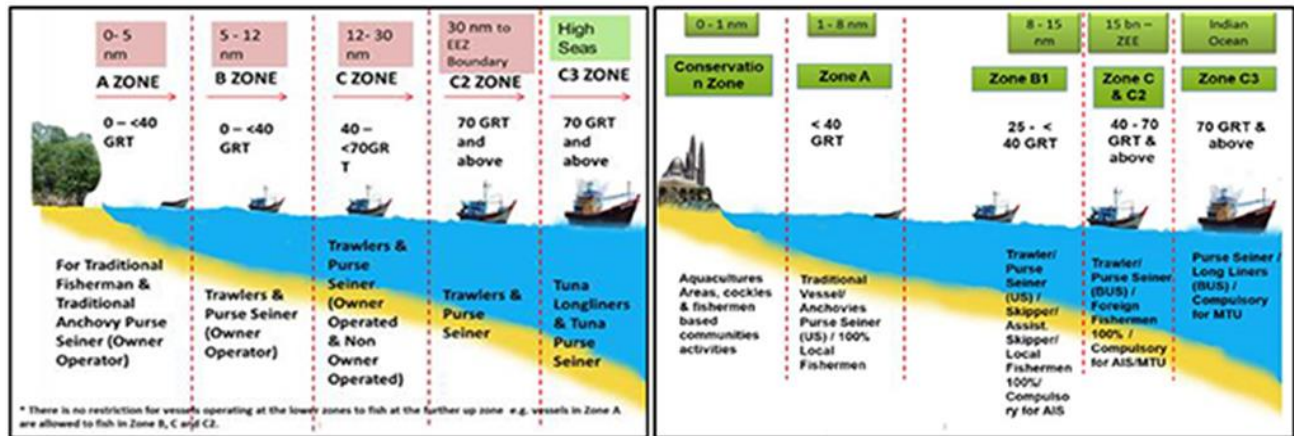 0- 5
nm
5 - 12
nm
12- 30
nm
30 nm to
EEZ
Boundary
High
Seas
A ZONE
B ZONE
C ZONE
C2 ZONE
C3 ZONE
0 – <40
GRT
0 – <40
GRT
40 –
<70GR
T
70 GRT
and
above
70 GRT
and
above
For Traditional
Fisherman &
Traditional
Anchovy Purse
Seiner (Owner
Operator)
Trawlers &
Purse Seiner
(Owner
Operator)
Trawlers &
Purse
Seiner
(Owner
Operated
& Non
Owner
Operated)
Trawlers &
Purse
Seiner
Tuna
Longliners
& Tuna
Purse
Seiner
* There is no restriction for vessels operating at the lower zones to fish at the further up zone e.g. vessels in Zone A
are allowed to fish in Zone B, C and C2.
0 - 1 nm
1 - 8 nm
8 - 15
nm
15 bn –
ZEE
Indian
Ocean
Conservatio
n Zone
Zone A
Zone B1
Zone C
& C2
Zone C3
< 40
GRT
25 - <
40 GRT
40 - 70
GRT &
above
70 GRT &
above
Aquacultures
Areas, cockles
& fishermen
based
communities
activities
Traditional
Vessel/
Anchovies
Purse Seiner
(US) / 100%
Local
Fishermen
Trawler/
Purse
Seiner
(US) /
Skipper/
Assist.
Skipper/
Local
Fishermen
100%/
Compulso
ry for AIS
Trawler/
Purse Seiner
(BUS) /
Foreign
Fishermen
100% /
Compulsory
for AIS/MTU
Purse Seiner /
Long Liners
(BUS) /
Compulsory
for MTU